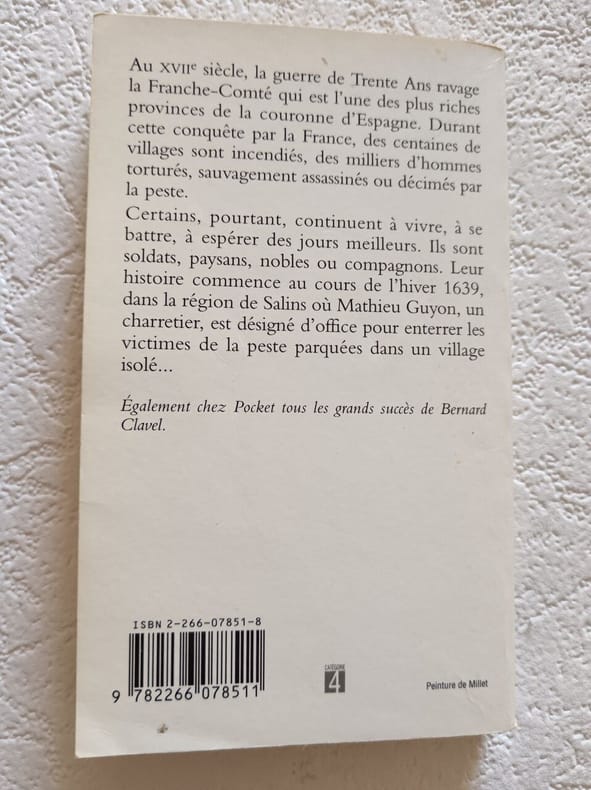 Au XVIIe siècle, la guerre de Trente Ans ravage
la Franche-Comté qui est l'une des plus riches
provinces de la couronne d'Espagne. Durant
cette conquête par la France, des centaines de
villages sont incendiés, des milliers d'hommes
torturés, sauvagement assassinés ou décimés par
la peste.
Certains, pourtant, continuent à vivre, à se
battre, à espérer des jours meilleurs. Ils sont
soldats, paysans, nobles ou compagnons. Leur
histoire commence au cours de l'hiver 1639,
dans la région de Salins où Mathieu Guyon, un
charretier, est désigné d'office pour enterrer les
victimes de la peste parquées dans un village
isolé...
Également chez Pocket tous les grands succès de Bernard
Clavel.
ISBN 2-266-07851-8
9 782266 078511
CATÉGORIE
4
Peinture de Millet